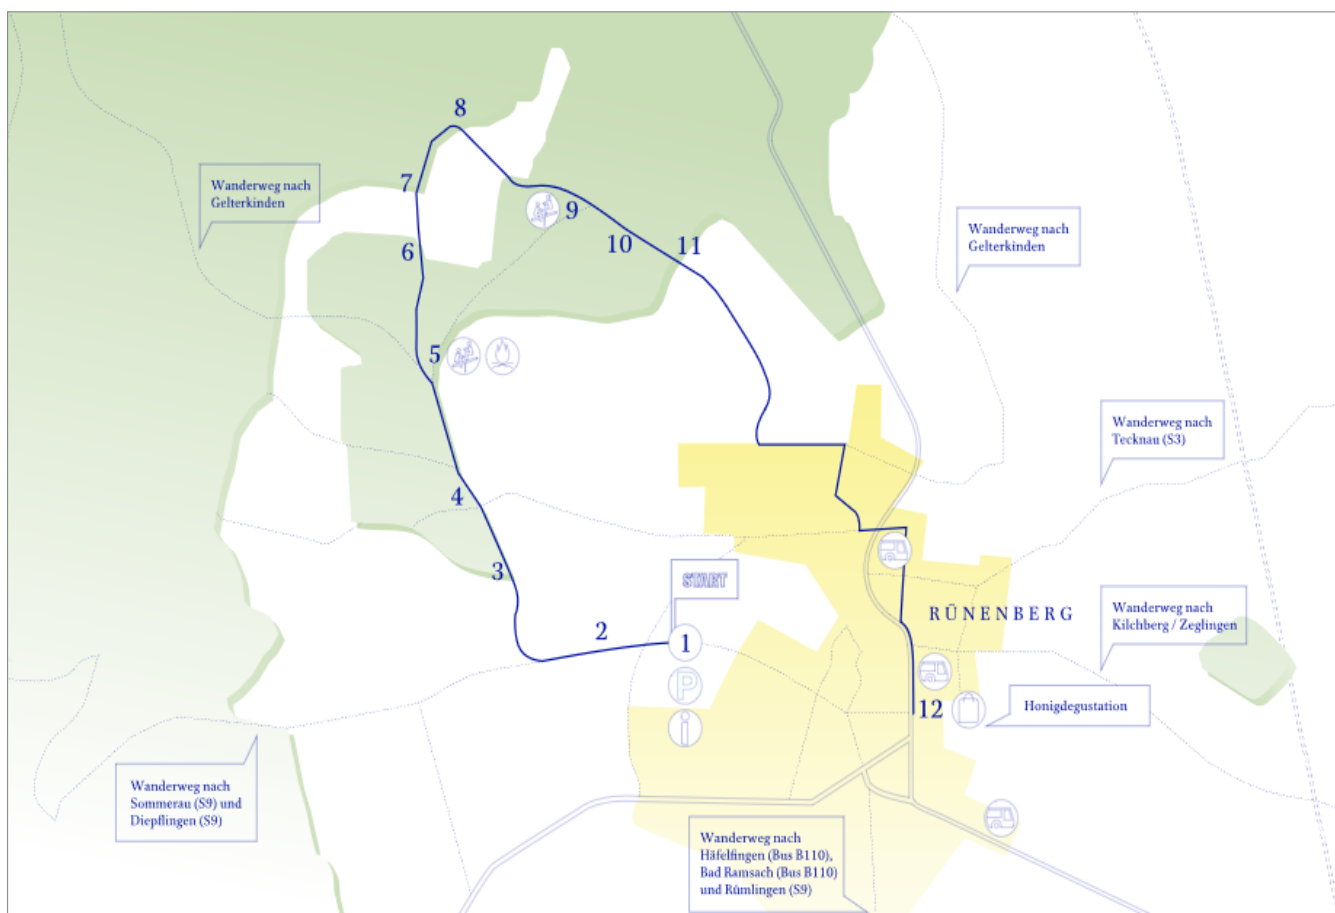 8
Wanderweg nach
Gelterkinden
7
9
Wanderweg nach
Gelterkinden
6
10
11
5
Wanderweg nach
Tecknau (S3)
4
3
START
RÜNENBERG
Wanderweg nach
Kilchberg / Zeglingen
2
1
P
i
12
Honigdegustation
Wanderweg nach
Sommerau (S9) und
Diepflingen (S9)
Wanderweg nach
Häfelfingen (Bus B110),
Bad Ramsach (Bus B110)
und Rümlingen (S9)